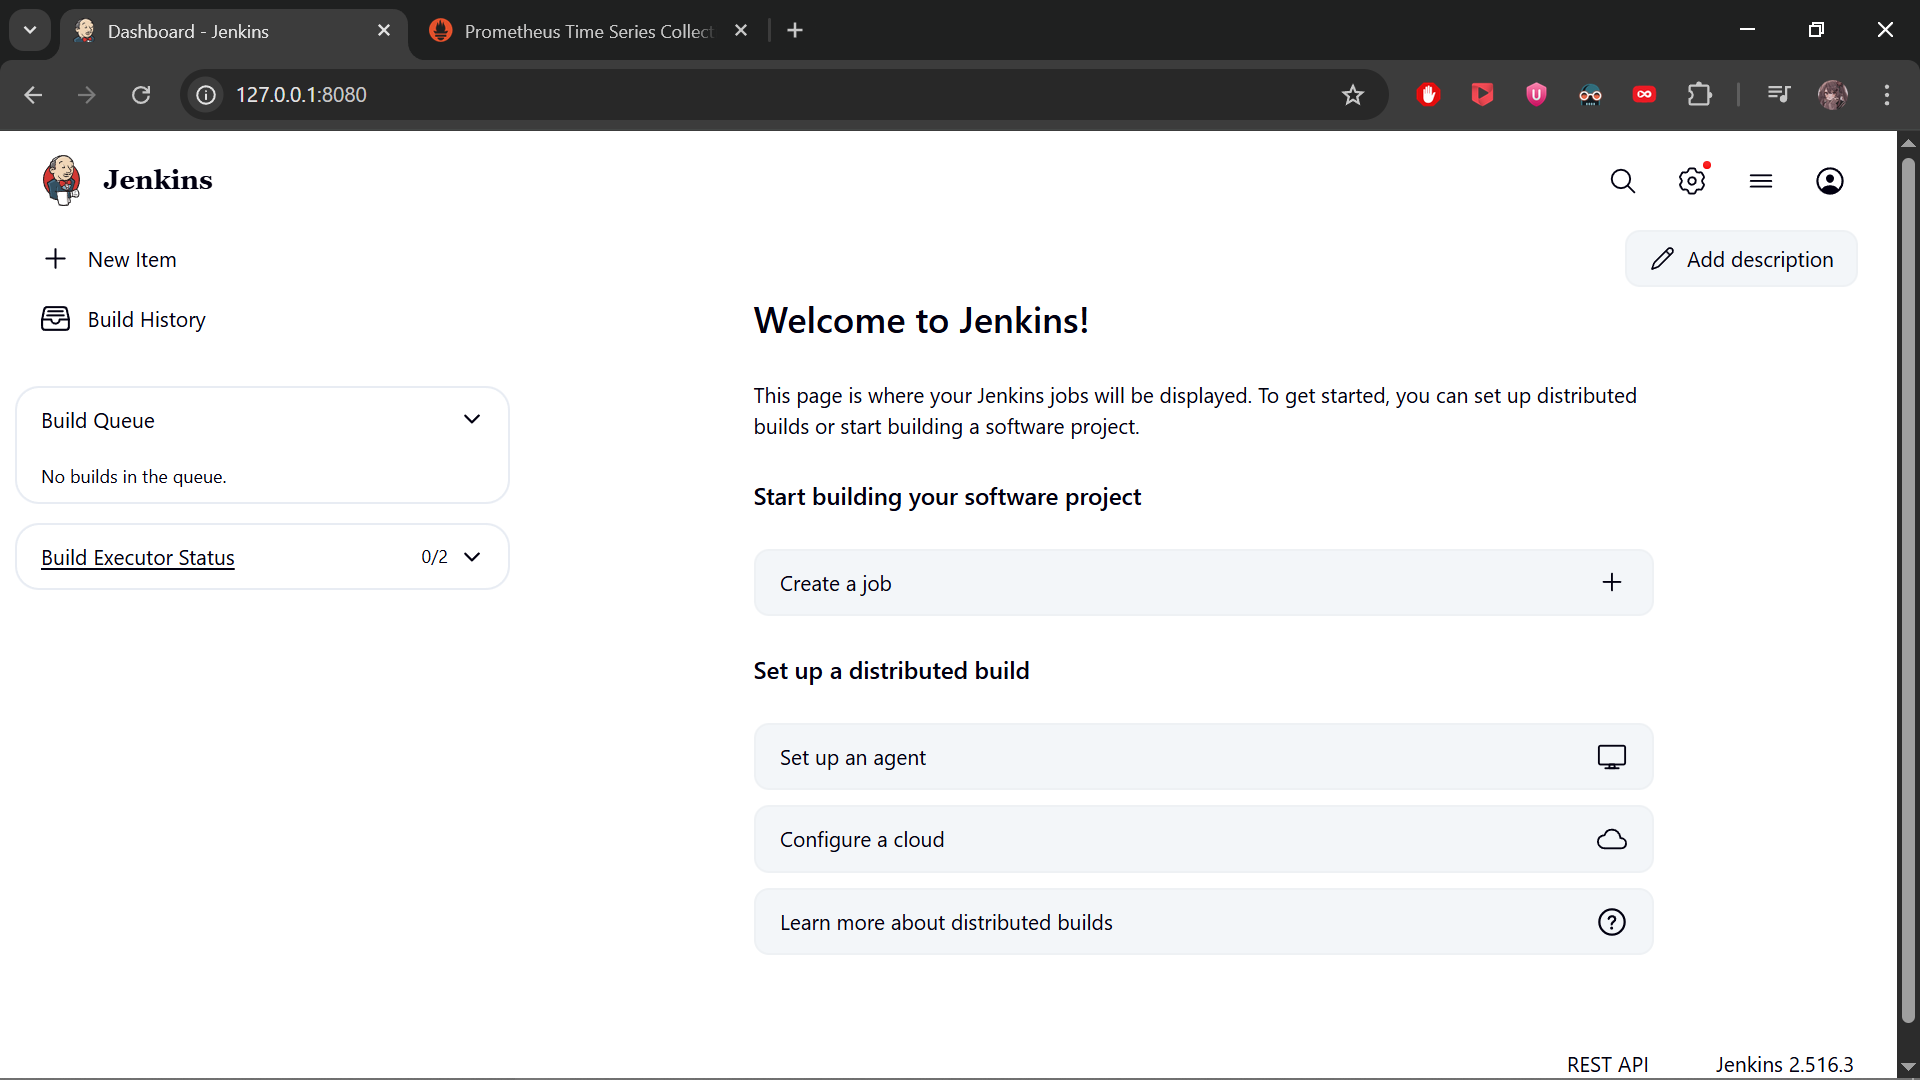 Dashboard - Jenkins
Prometheus Time Series Collect
127.0.0.1:8080
Jenkins
New Item
Add description
Build History
Welcome to Jenkins!
This page is where your Jenkins jobs will be displayed. To get started, you can set up distributed
builds or start building a software project.
Build Queue
No builds in the queue.
Start building your software project
Build Executor Status
0/2
Create a job
Set up a distributed build
Set up an agent
Configure a cloud
Learn more about distributed builds
REST API
Jenkins 2.516.3